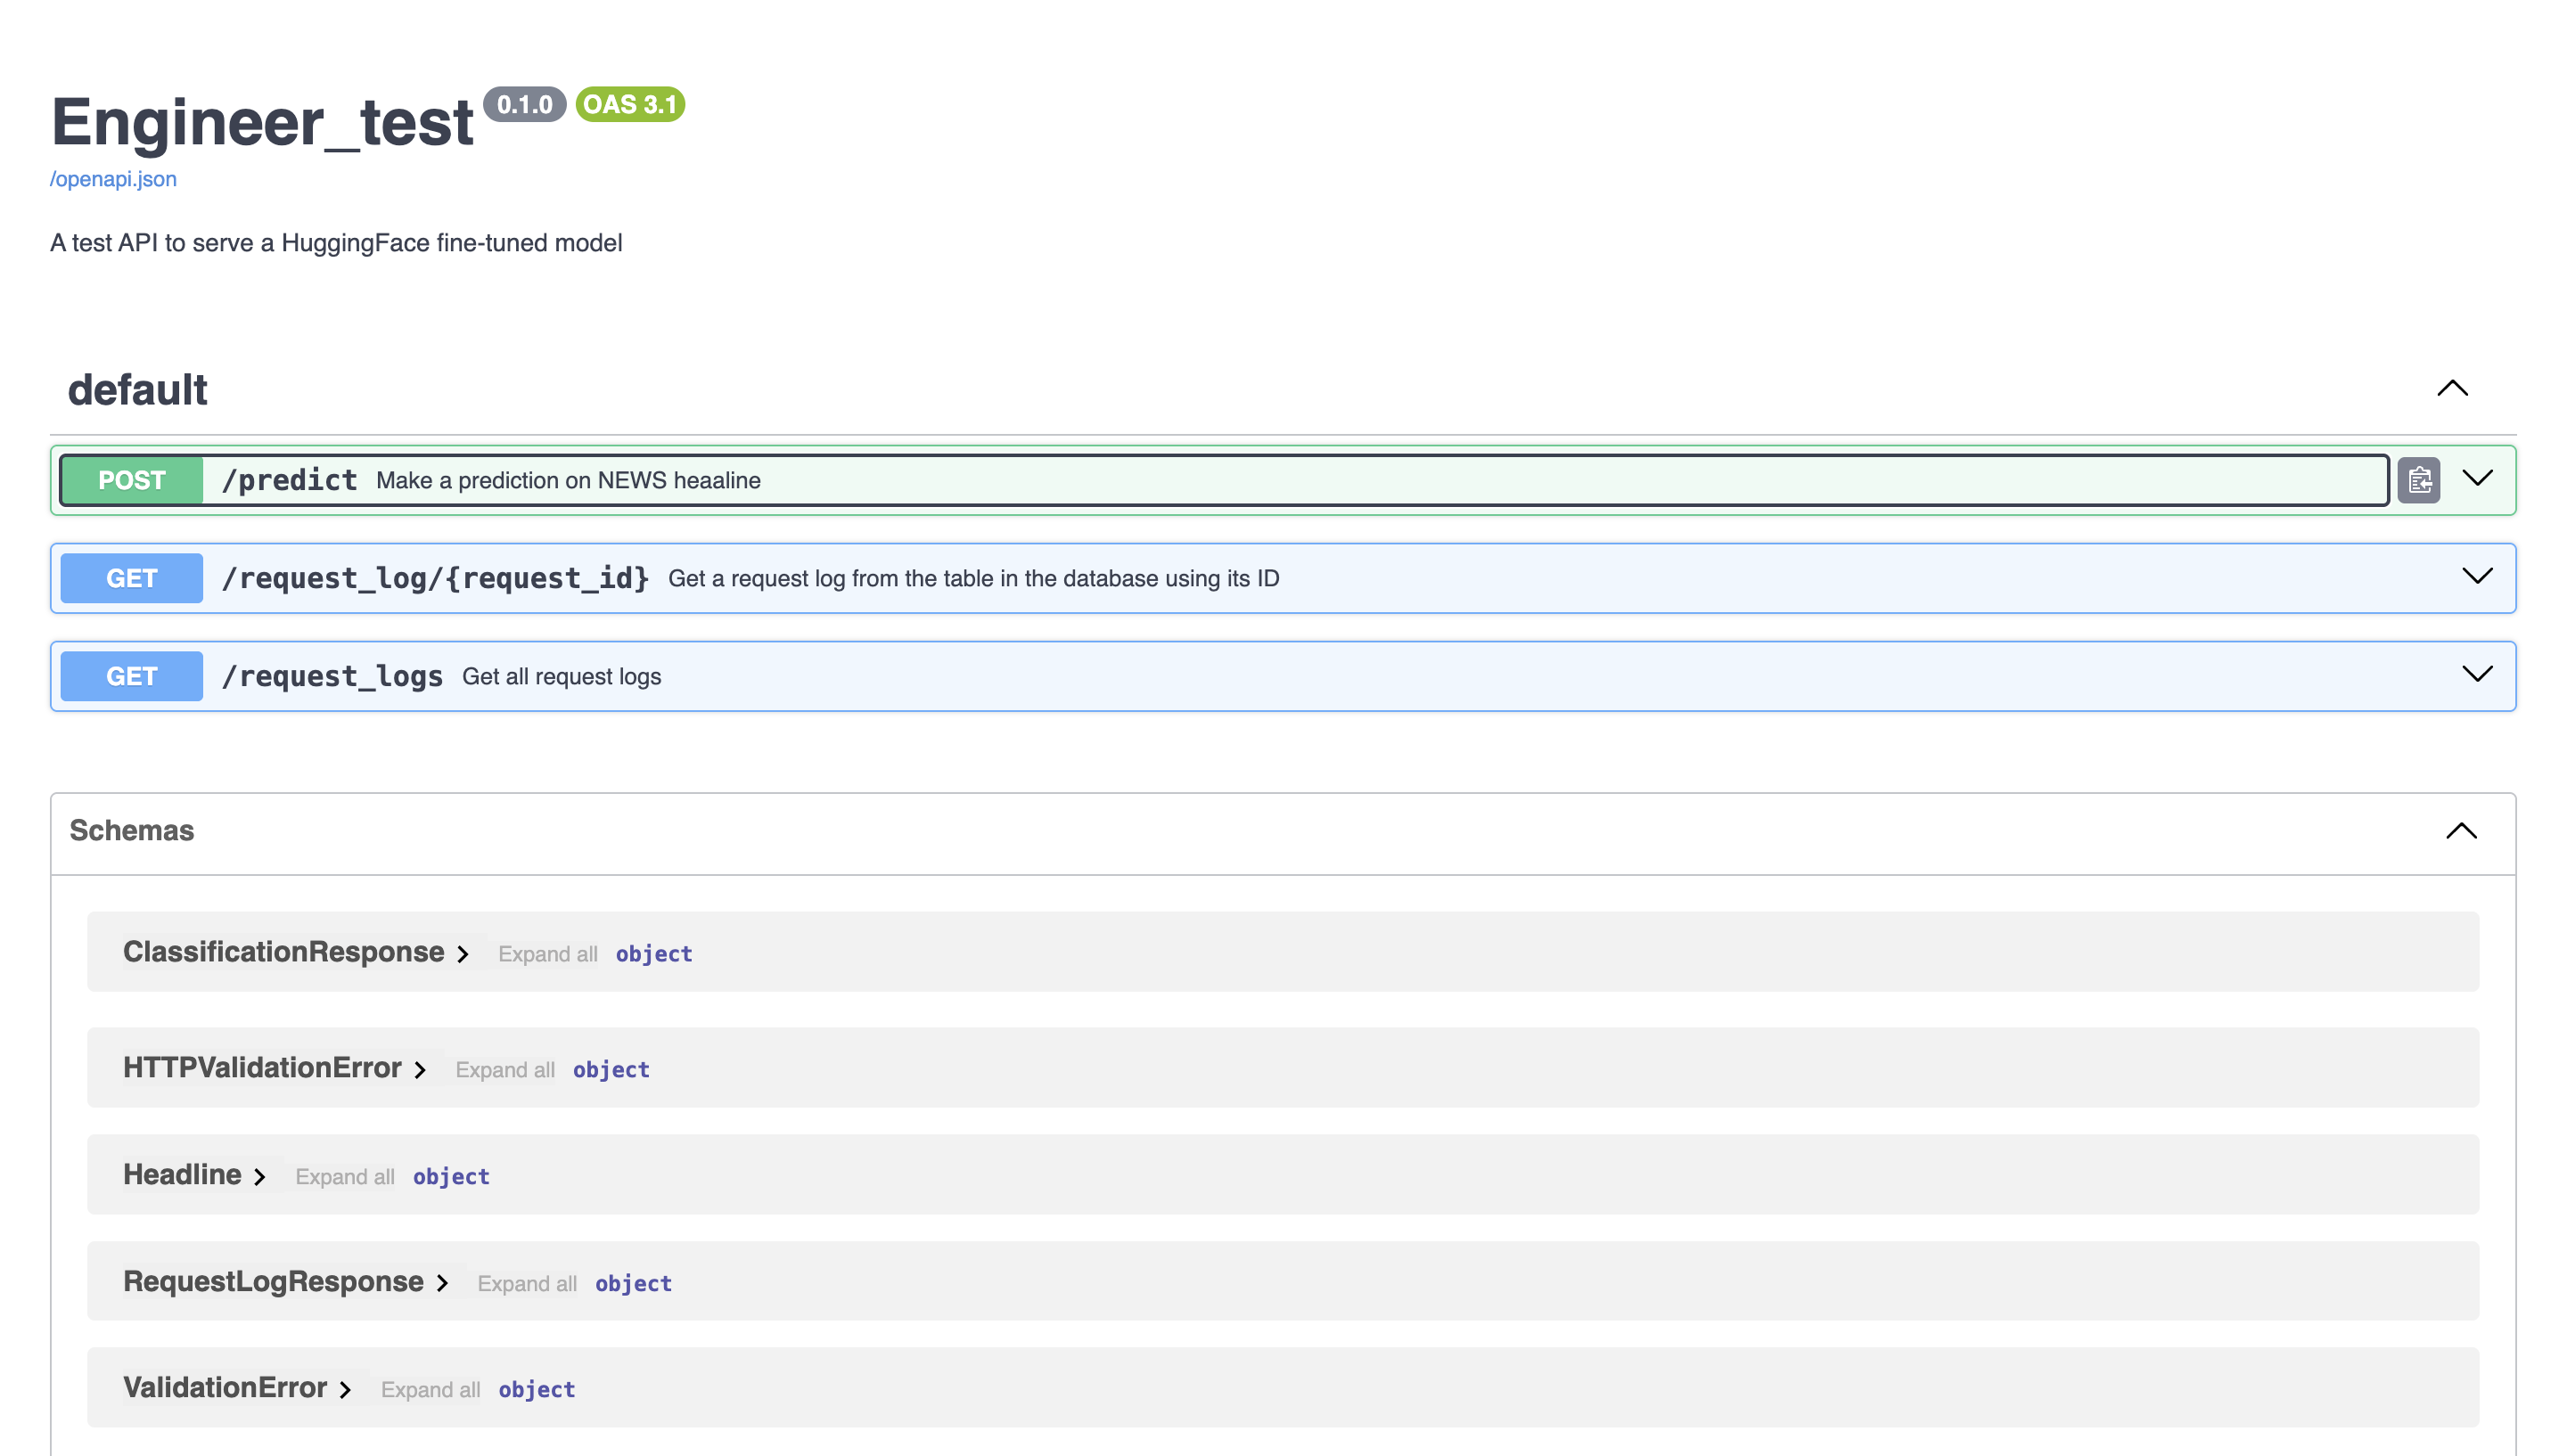 Engineer_test 0.1.0 OAS 3.1
/openapi.json
A test API to serve a HuggingFace fine-tuned model
default
POST /predict Make a prediction on NEWS heaaline
GET /request_log/{request_id} Get a request log from the table in the database using its ID
GET /request_logs Get all request logs
Schemas
ClassificationResponse Expand all object
HTTPValidationError Expand all object
Headline Expand all object
RequestLogResponse Expand all object
ValidationError Expand all object